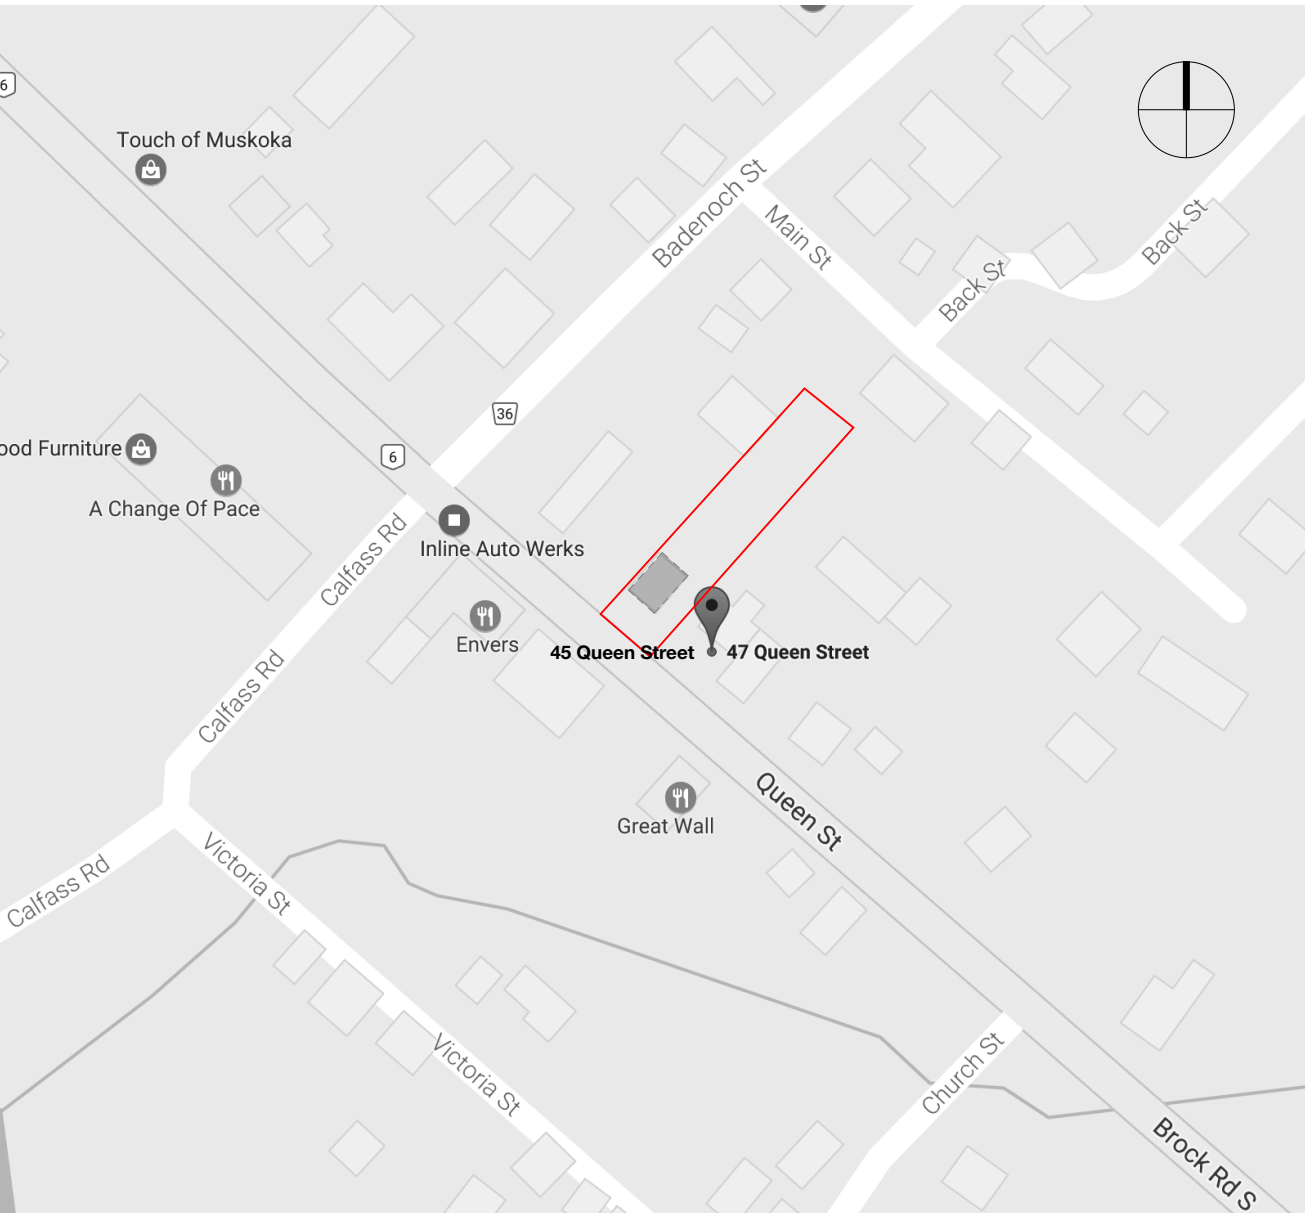 6
Touch of Muskoka
Badenoch St
Main St
Back St
Back St
36
6
ood Furniture
A Change Of Pace
Calfass Rd
Inline Auto Werks
Envers
45 Queen Street
47 Queen Street
Calfass Rd
Queen St
Great Wall
Victoria St
Calfass Rd
Victoria St
Church St
Brock Rd S